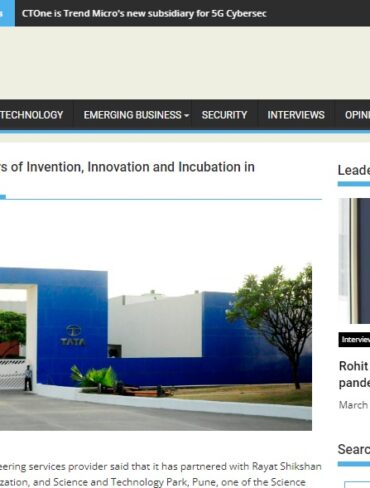 CTOne is Trend Micro's new subsidiary for 5G Cybersec
TECHNOLOGY EMERGING BUSINESS SECURITY INTERVIEWS OPIN
s of Invention, Innovation and Incubation in
TATA
eering services provider said that it has partnered with Rayat Shikshan
zation, and Science and Technology Park, Pune, one of the Science
Leade
Interview
Rohit
pande
March
Searc